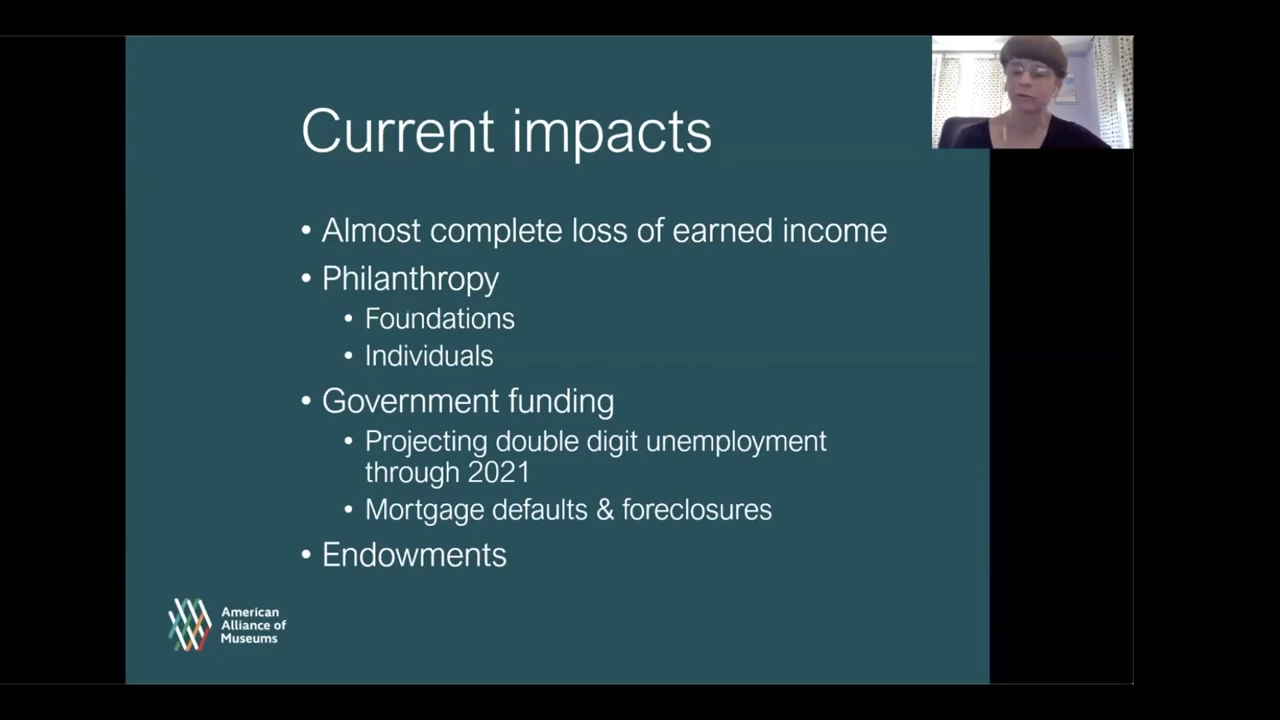 Current impacts
• Almost complete loss of earned income
• Philanthropy
• Foundations
• Individuals
• Government funding
• Projecting double digit unemployment
through 2021
• Mortgage defaults & foreclosures
• Endowments
American
Alliance of
Museums